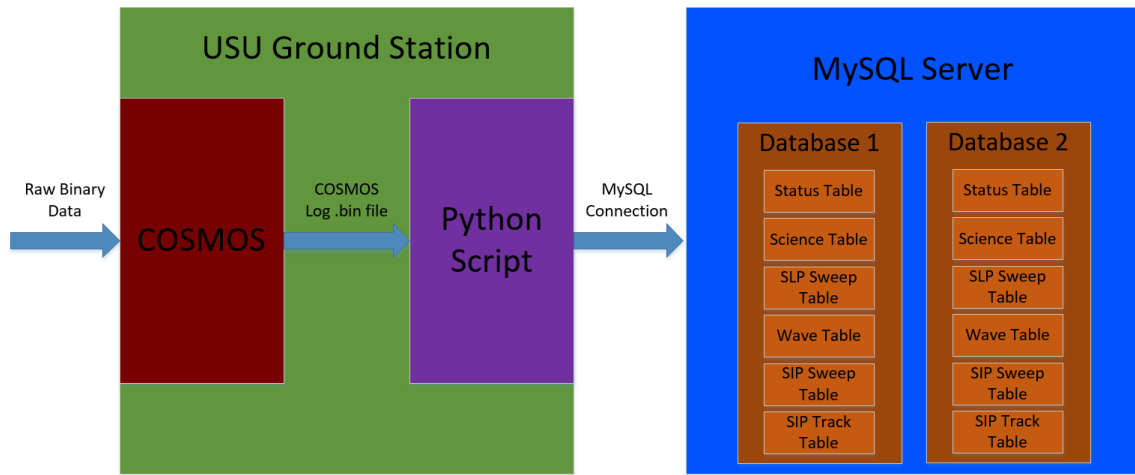 USU Ground Station
Raw Binary
Data
COSMOS
COSMOS
Log .bin file
Python
Script
MySQL
Connection
MySQL Server
Database 1
Status Table
Science Table
SLP Sweep
Table
Wave Table
SIP Sweep
Table
SIP Track
Table
Database 2
Status Table
Science Table
SLP Sweep
Table
Wave Table
SIP Sweep
Table
SIP Track
Table